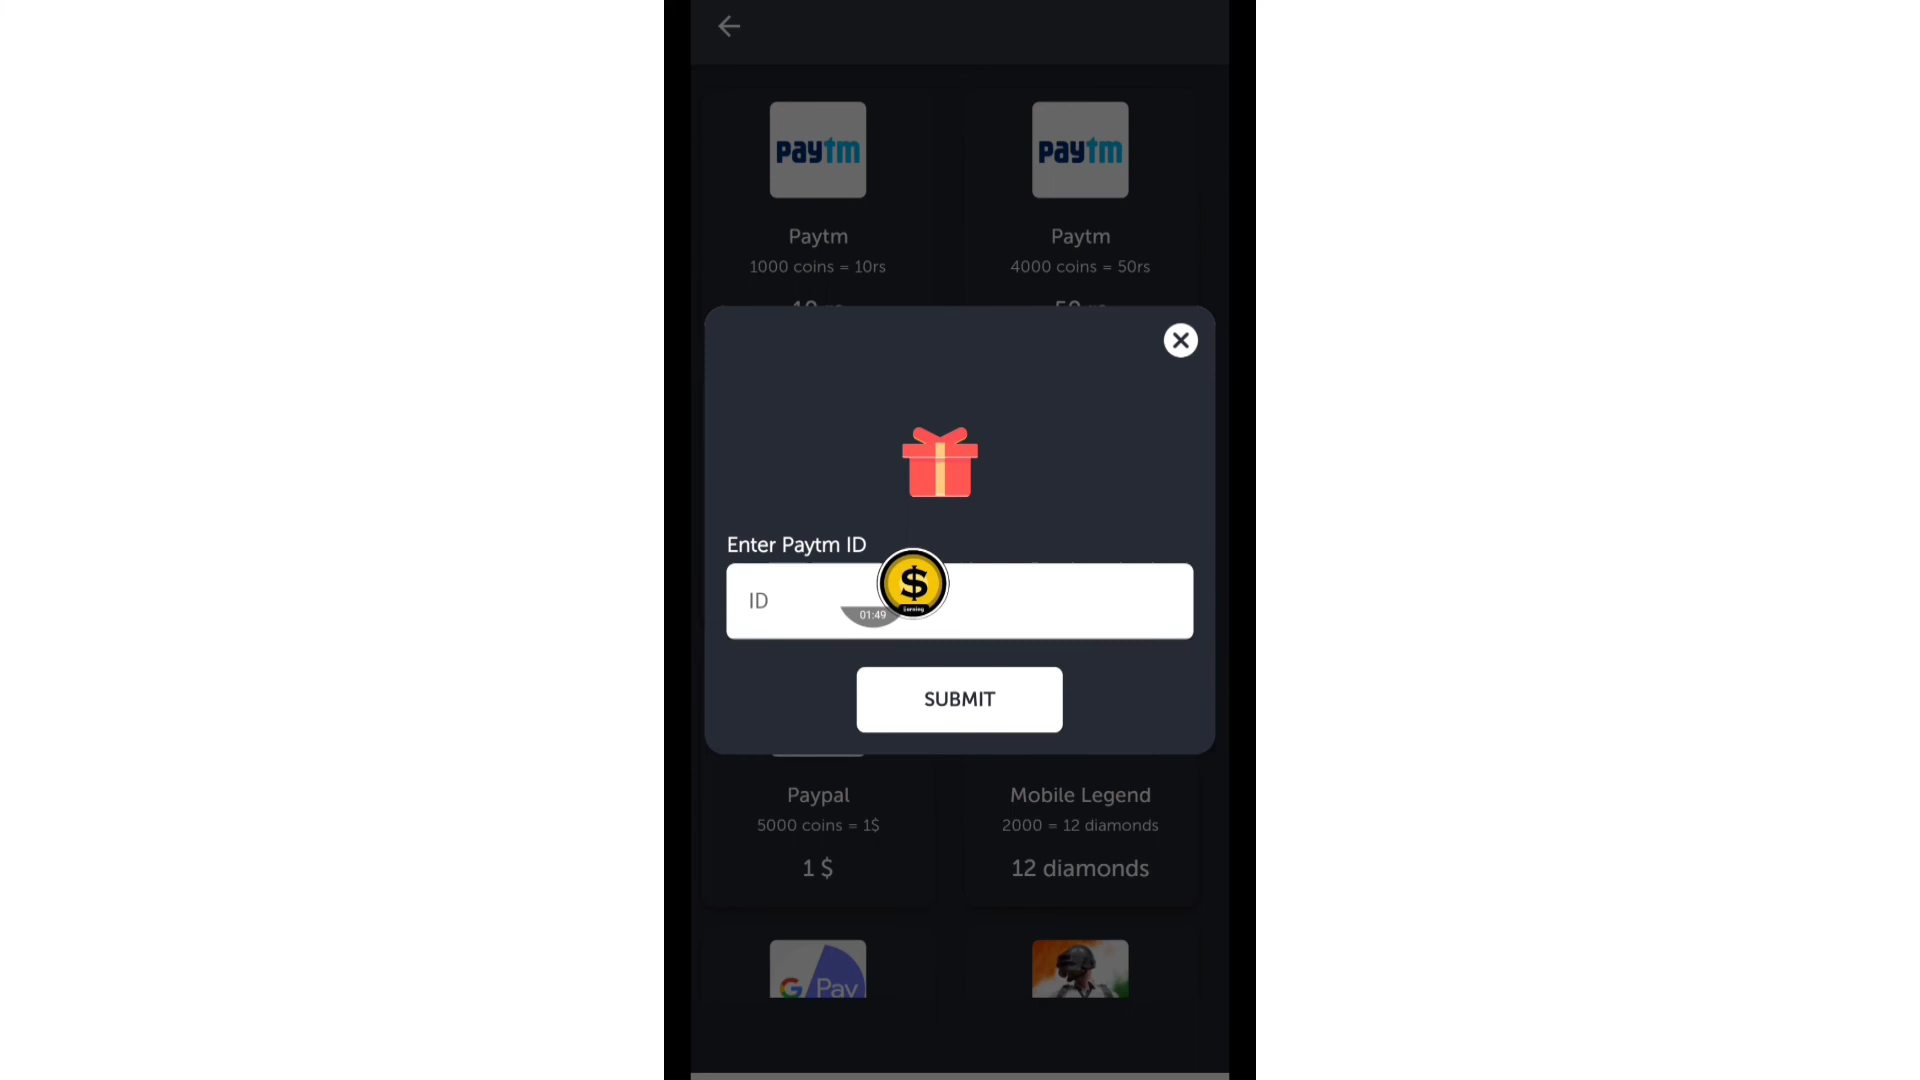 paytm
paytm
Paytm
Paytm
1000 coins = 10rs
4000 coins = 50rs
Enter Paytm ID
ID
$
Earning
01:49
SUBMIT
Paypal
Mobile Legend
5000 coins = 1$
2000 = 12 diamonds
1 $
12 diamonds
G Pay